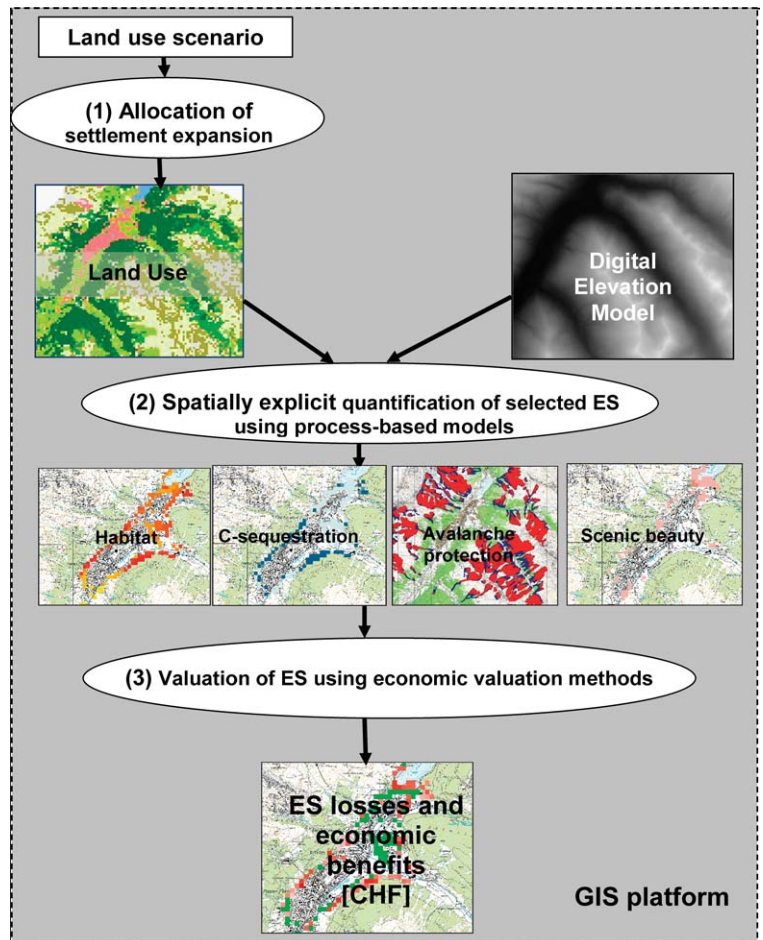 Land use scenario
(1) Allocation of
settlement expansion
Land Use
Digital
Elevation
Model
(2) Spatially explicit quantification of selected ES
using process-based models
Habitat
C-sequestration
Avalanche
protection
Scenic beauty
(3) Valuation of ES using economic valuation methods
ES losses and
economic
benefits
[CHF]
GIS platform